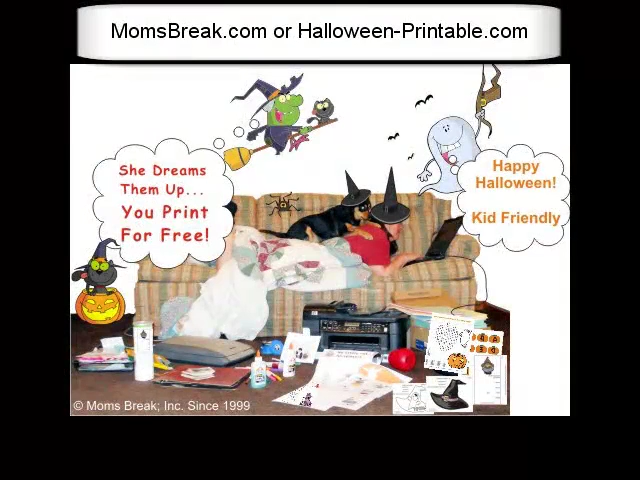 MomsBreak.com or Halloween-Printable.com
She Dreams
Them Up...
You Print
For Free!
Happy
Halloween!
Kid Friendly
© Moms Break; Inc. Since 1999